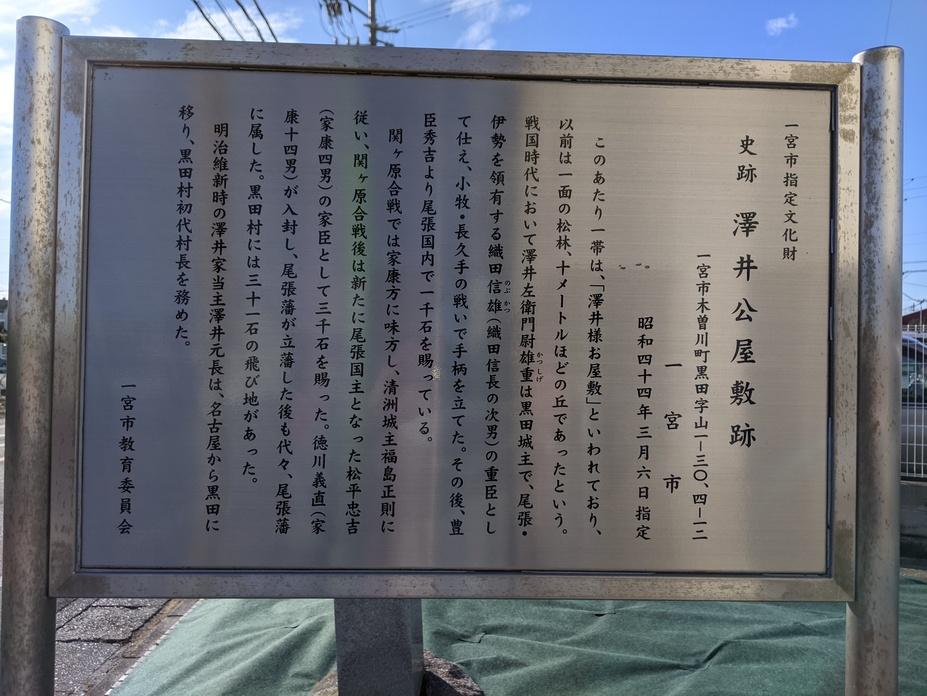 一宮市指定文化財
史跡 澤井公屋敷跡
一宮市木曽川町黒田字山一ー三〇、四ー一二
一宮市
昭和四十四年三月六日指定
このあたり一帯は、「澤井様お屋敷」といわれており、
以前は一面の松林、十メートルほどの丘であったという。
戦国時代において澤井左衛門尉雄重は黒田城主で、尾張・
かつしげ
伊勢を領有する織田信雄(織田信長の次男)の重臣とし
のぶかつ
て仕え、小牧・長久手の戦いで手柄を立てた。その後、豊
臣秀吉より尾張国内で一千石を賜っている。
関ヶ原合戦では家康方に味方し、清洲城主福島正則に
従い、関ヶ原合戦後は新たに尾張国主となった松平忠吉
(家康四男)の家臣として三千石を賜った。徳川義直(家
康十四男)が入封し、尾張藩が立藩した後も代々、尾張藩
に属した。黒田村には三十一石の飛び地があった。
明治維新時の澤井家当主澤井元長は、名古屋から黒田に
移り、黒田村初代村長を務めた。
一宮市教育委員会